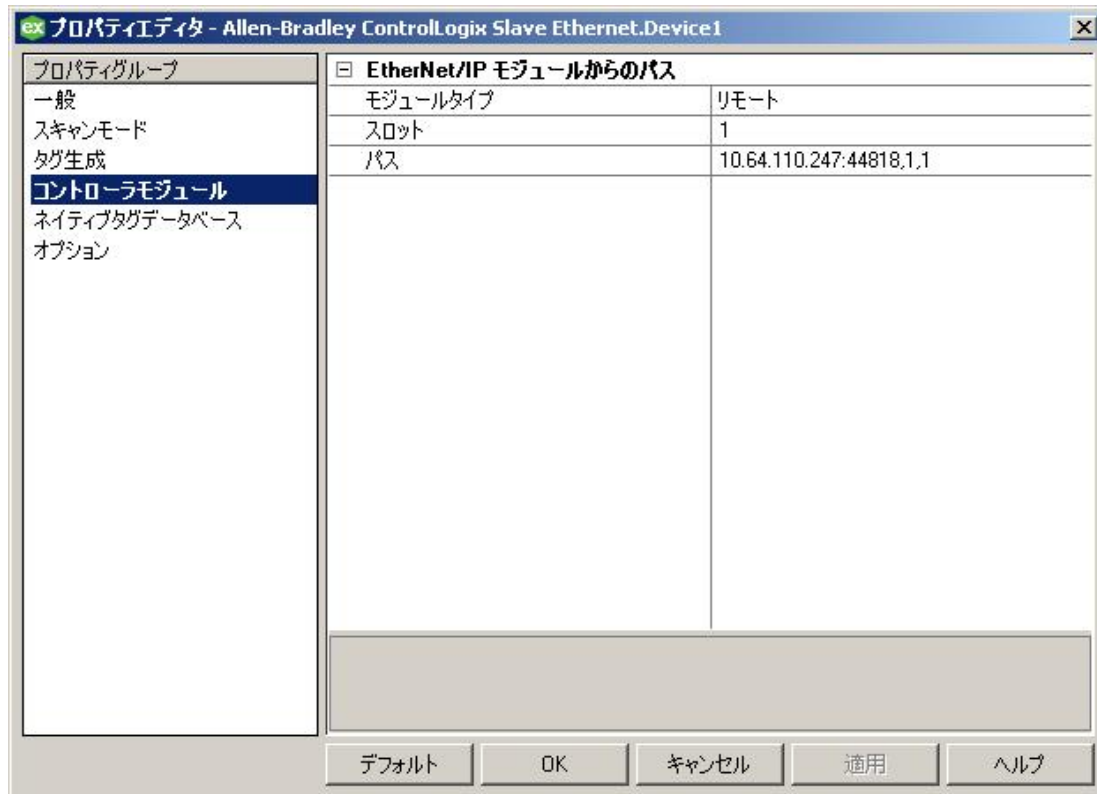 ex プロパティエディタ - Allen-Bradley ControlLogix Slave Ethernet.Device1
プロパティグループ
一般
スキャンモード
タグ生成
コントローラモジュール
ネイティブタグデータベース
オプション
EtherNet/IP モジュールからのパス
モジュールタイプ リモート
スロット 1
パス 10.64.110.247:44818,1,1
デフォルト OK キャンセル 適用 ヘルプ